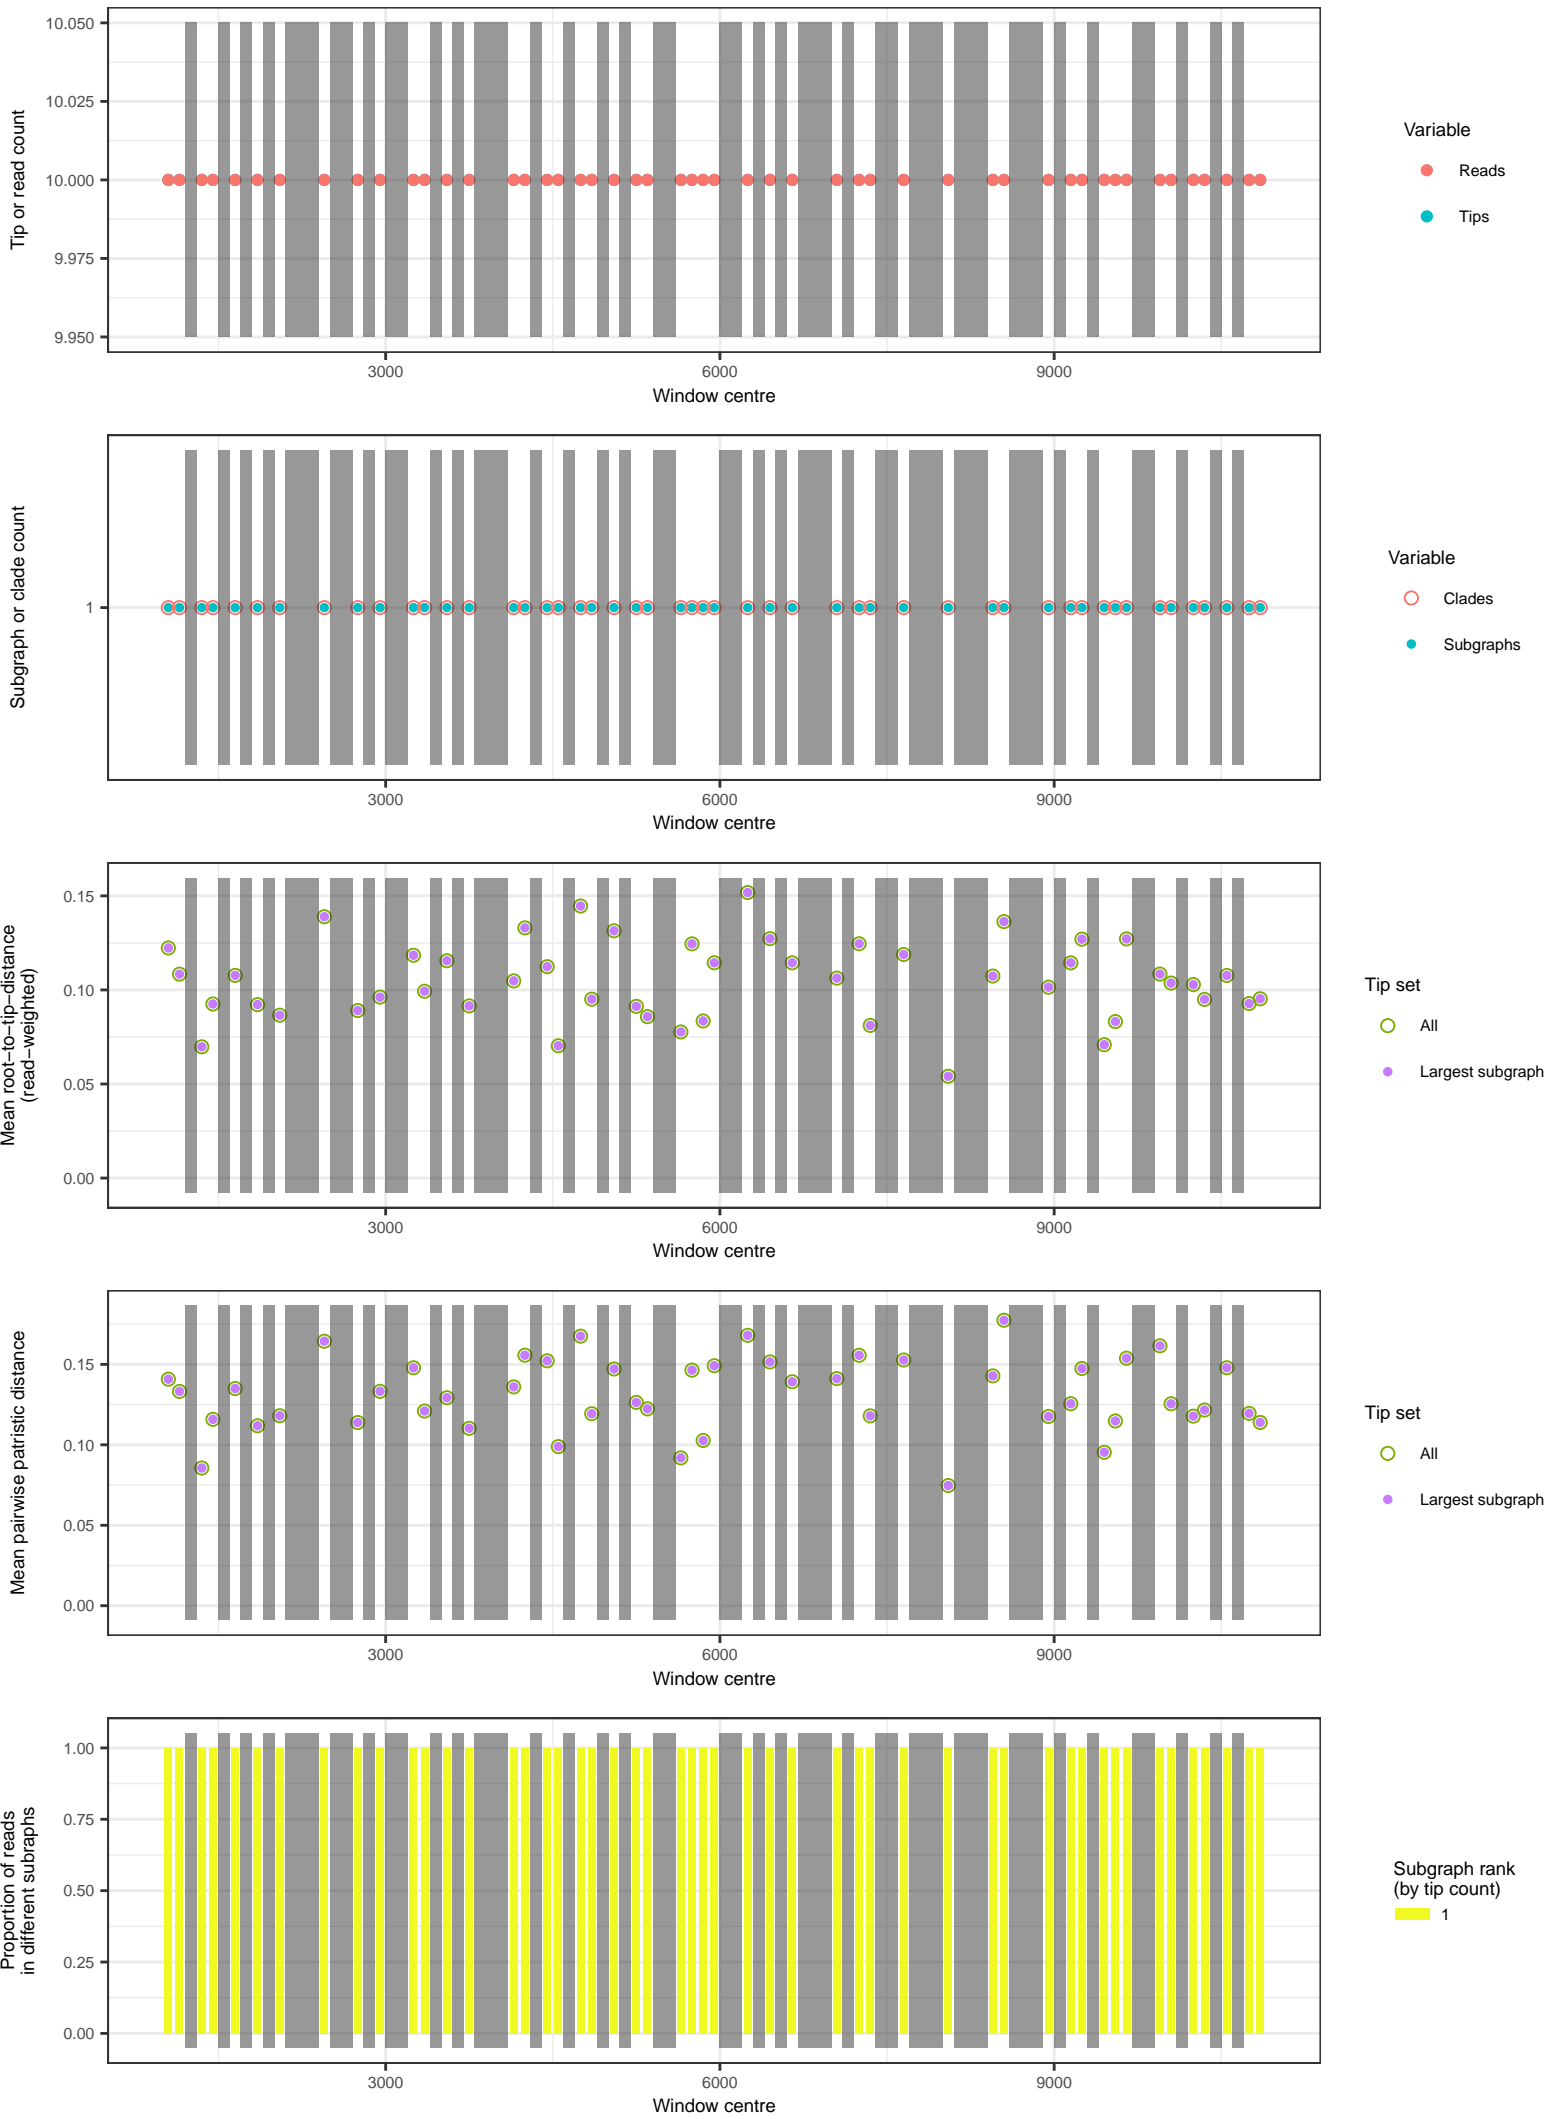 10.050
10.025
10.000
9.975
9.950
Tip or read count
3000
6000
9000
Window centre
Variable
Reads
Tips
1
Subgraph or clade count
3000
6000
9000
Window centre
Variable
Clades
Subgraphs
0.15
0.10
0.05
0.00
Mean root−to−tip−distance
(read−weighted)
3000
6000
9000
Window centre
Tip set
All
Largest subgraph
0.15
0.10
0.05
0.00
Mean pairwise patristic distance
3000
6000
9000
Window centre
Tip set
All
Largest subgraph
1.00
0.75
0.50
0.25
0.00
Proportion of reads
in different subraphs
3000
6000
9000
Window centre
Subgraph rank
(by tip count)
1